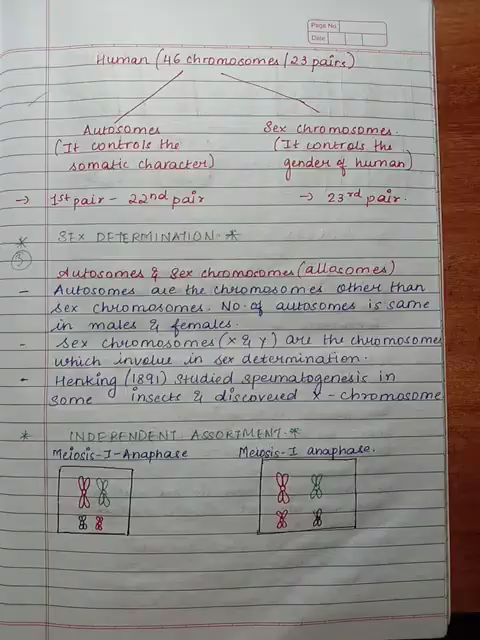 Page No.
Date
Human (46 chromosomes / 23 pairs)
Autosomes
(It controls the
somatic character)
Sex chromosomes.
(It controls the
gender of human)
→ 1st pair - 22nd pair
→ 23rd pair.
* SEX DETERMINATION *
③
Autosomes & Sex chromosomes (allosomes)
- Autosomes are the chromosomes other than
sex chromosomes. No. of autosomes is same
in males & females.
- Sex chromosomes (X & Y) are the chromosome
which involve in sex determination.
- Henking (1891) studied spermatogenesis in
some insects & discovered X-chromosome
* INDEPENDENT ASSORTMENT *
Meiosis-I-Anaphase
Meiosis-I anaphase.